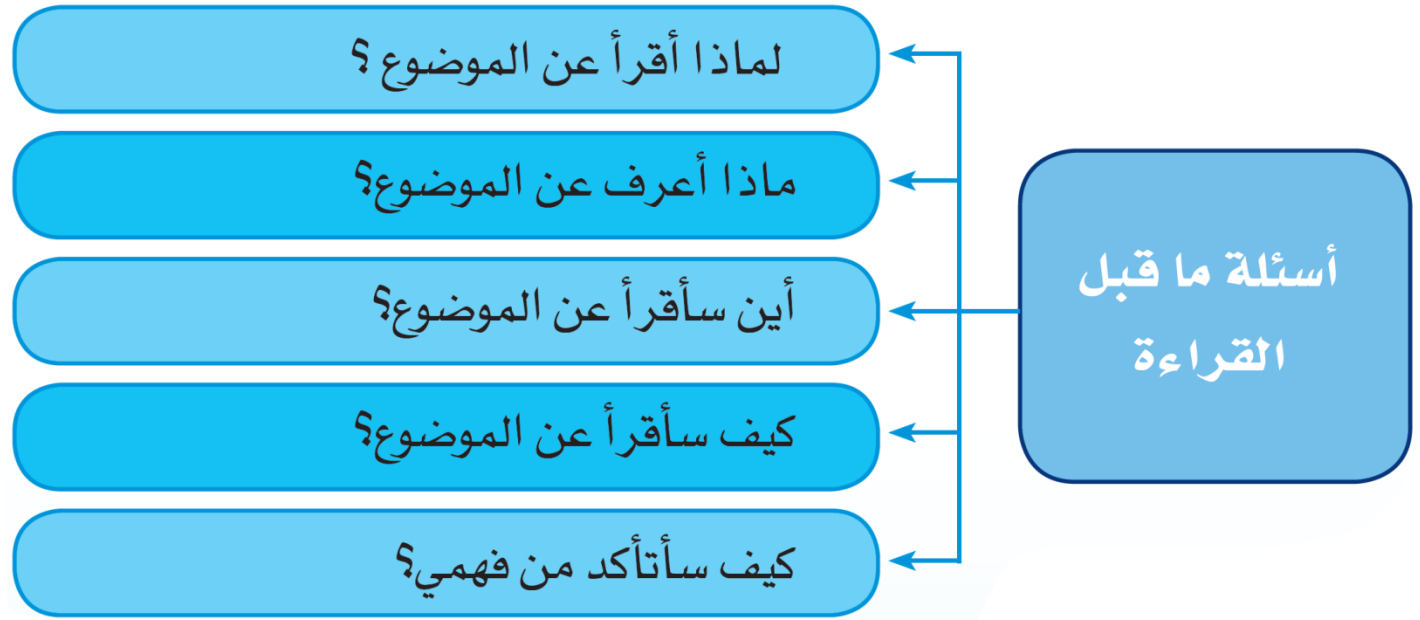 أسئلة ما قبل
القراءة
لماذا أقرأ عن الموضوع ؟
ماذا أعرف عن الموضوع؟
أين سأقرأ عن الموضوع؟
كيف سأقرأ عن الموضوع؟
كيف سأتأكد من فهمي؟